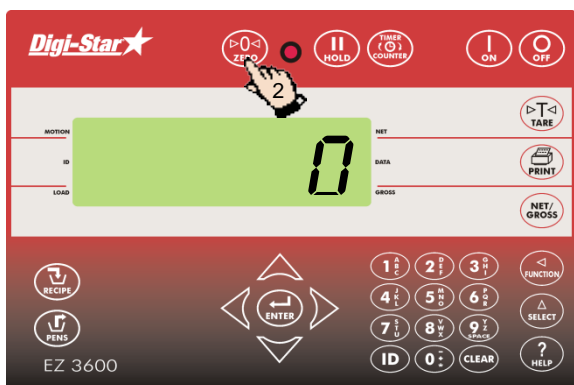 Digi-Star
▷0◁
ZERO
HOLD
TIMER
COUNTER
ON
OFF
2
▷T◁
TARE
MOTION
NET
0
ID
DATA
PRINT
LOAD
GROSS
NET/
GROSS
RECIPE
PENS
ENTER
1 A B C
2 D E F
3 G H I
FUNCTION
4 J K L
5 M N O
6 P Q R
SELECT
7 S T U
8 V W X
9 Y Z SPACE
ID
0 - + *
CLEAR
?
HELP
EZ 3600